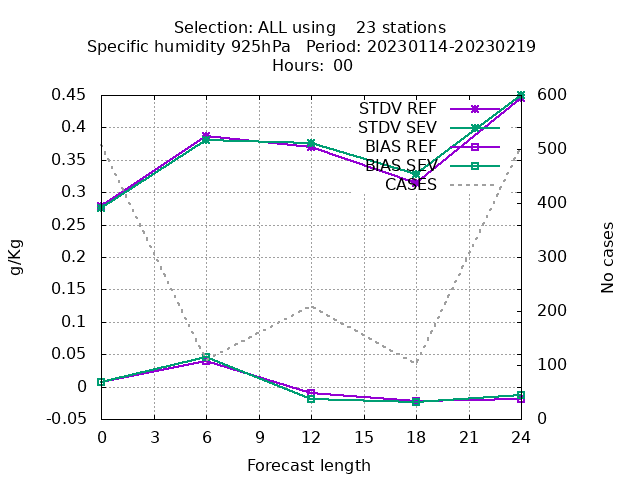 Selection: ALL using    23 stations
Specific humidity 925hPa   Period: 20230114-20230219
Hours:  00
0.45
0.4
0.35
0.3
0.25
0.2
0.15
0.1
0.05
0
-0.05
g/Kg
STDV REF
STDV SEV
BIAS REF
BIAS SEV
CASES
600
500
400
300
200
100
0
No cases
0 3 6 9 12 15 18 21 24
Forecast length